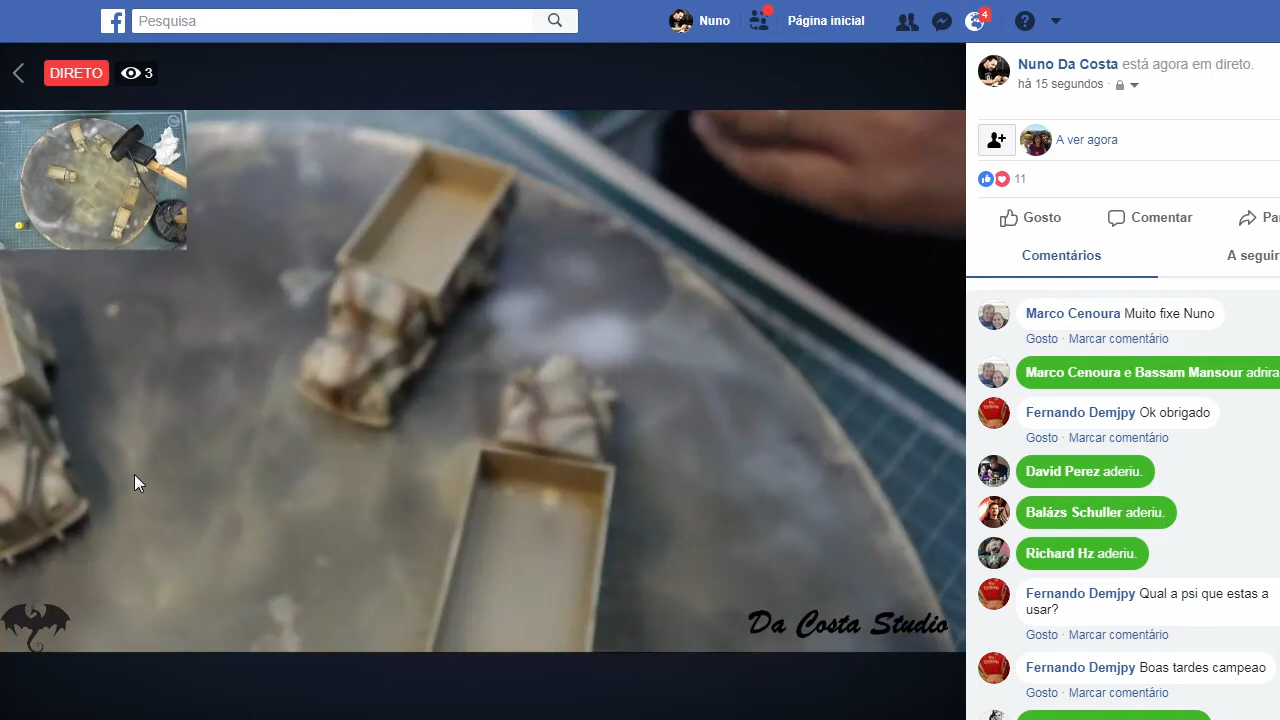 Pesquisa
Nuno
Página inicial
4
DIRETO
3
Nuno Da Costa está agora em direto.
há 15 segundos ·
A ver agora
11
Gosto
Comentar
Pa
Comentários
A seguir
Marco Cenoura Muito fixe Nuno
Gosto · Marcar comentário
Marco Cenoura e Bassam Mansour adrira
Fernando Demjpy Ok obrigado
Gosto · Marcar comentário
David Perez aderiu.
Balázs Schuller aderiu.
Richard Hz aderiu.
Fernando Demjpy Qual a psi que estas a
usar?
Gosto · Marcar comentário
Fernando Demjpy Boas tardes campeao
Gosto · Marcar comentário
Da Costa Studio